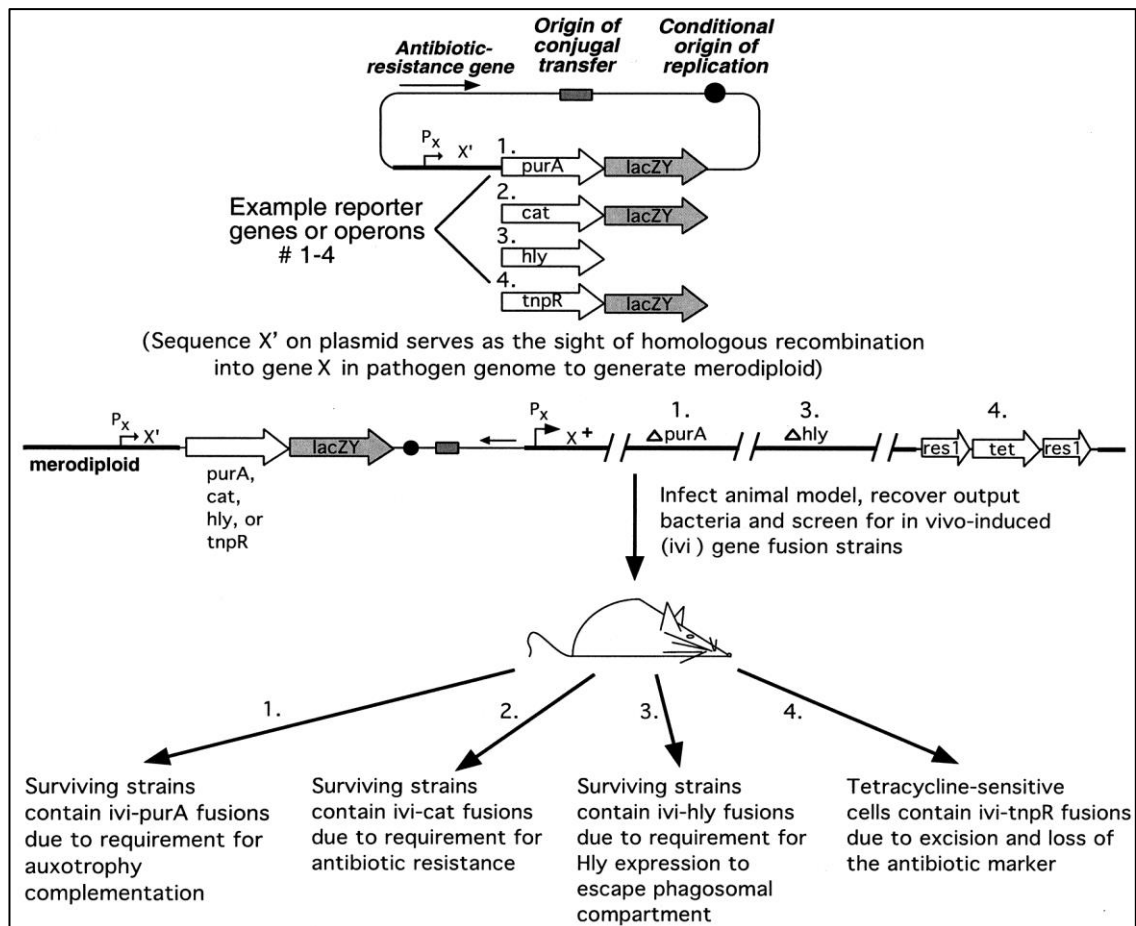 Antibiotic-
resistance gene
Origin of
conjugal
transfer
Conditional
origin of
replication
Px
X'
1.
purA
lacZY
2.
cat
lacZY
3.
hly
4.
tnpR
lacZY
Example reporter
genes or operons
# 1-4
(Sequence X' on plasmid serves as the sight of homologous recombination
into gene X in pathogen genome to generate merodiploid)
Px
X'
lacZY
Px
X+
1.
ΔpurA
3.
Δhly
4.
res1
tet
res1
merodiploid
purA,
cat,
hly, or
tnpR
Infect animal model, recover output
bacteria and screen for in vivo-induced
(ivi ) gene fusion strains
1.
2.
3.
4.
Surviving strains
contain ivi-purA fusions
due to requirement for
auxotrophy
complementation
Surviving strains
contain ivi-cat fusions
due to requirement for
antibiotic resistance
Surviving strains
contain ivi-hly fusions
due to requirement for
Hly expression to
escape phagosomal
compartment
Tetracycline-sensitive
cells contain ivi-tnpR fusions
due to excision and loss of
the antibiotic marker